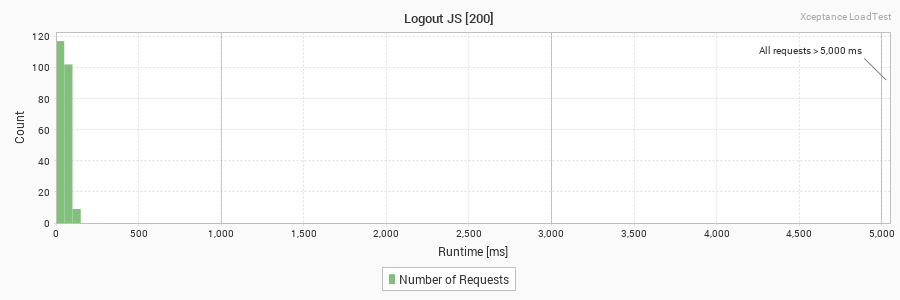 Logout JS [200]
Xceptance LoadTest
All requests > 5,000 ms
Count
120
100
80
60
40
20
0
0 500 1,000 1,500 2,000 2,500 3,000 3,500 4,000 4,500 5,000
Runtime [ms]
Number of Requests